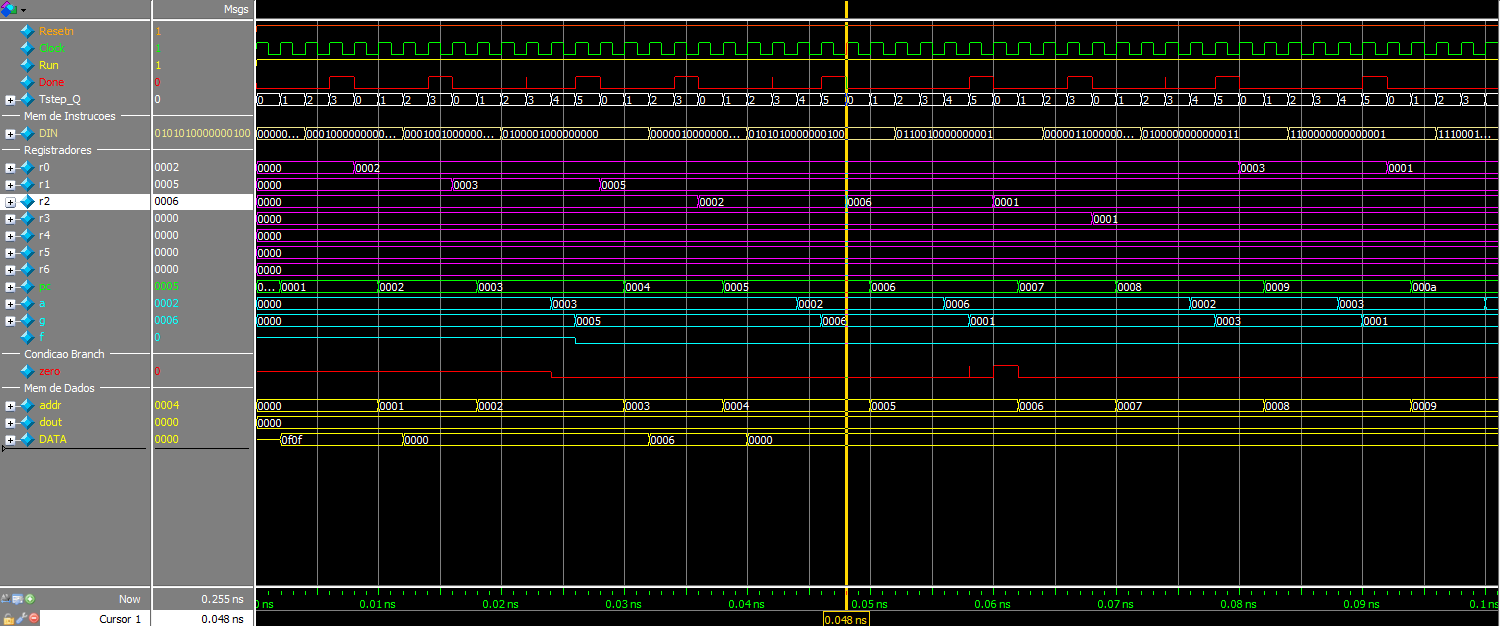 Msgs
Resetn 1
Clock 1
Run 1
Done 0
Tstep_Q 0 0 1 2 3 0 1 2 3 0 1 2 3 4 5 0 1 2 3 0 1 2 3 4 5 0 1 2 3 4 5 0 1 2 3 0 1 2 3 4 5 0 1 2 3 4 5 0 1 2 3
Mem de Instrucoes
DIN 0101010000000100 00000... 0001000000000... 0001001000000... 0100001000000000 0000010000000... 0101010000000100 0110010000000001 0000011000000... 0100000000000011 1100000000000001 1110001...
Registradores
r0 0002 0000 0002 0003 0001
r1 0005 0000 0003 0005
r2 0006 0000 0002 0006 0001
r3 0000 0000 0001
r4 0000 0000
r5 0000 0000
r6 0000 0000
pc 0005 0... 0001 0002 0003 0004 0005 0006 0007 0008 0009 000a
a 0002 0000 0003 0002 0006 0002 0003
g 0006 0000 0005 0006 0001 0003 0001
f 0
Condicao Branch
zero 0
Mem de Dados
addr 0004 0000 0001 0002 0003 0004 0005 0006 0007 0008 0009
dout 0000 0000
DATA 0000 0f0f 0000 0006 0000
Now 0.255 ns ns 0.01 ns 0.02 ns 0.03 ns 0.04 ns 0.05 ns 0.06 ns 0.07 ns 0.08 ns 0.09 ns 0.1 ns
Cursor 1 0.048 ns 0.048 ns